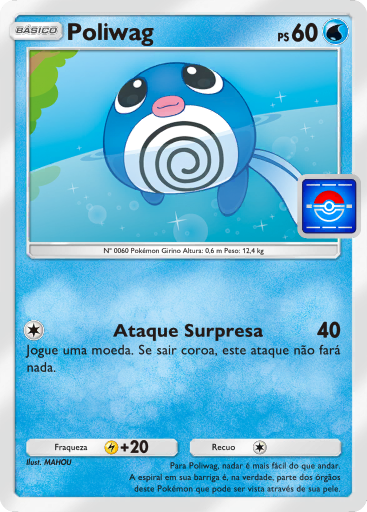 BÁSICO Poliwag PS 60
Nº 0060 Pokémon Girino Altura: 0,6 m Peso: 12,4 kg
Ataque Surpresa 40
Jogue uma moeda. Se sair coroa, este ataque não fará
nada.
Fraqueza +20 Recuo
Ilust. MAHOU
Para Poliwag, nadar é mais fácil do que andar.
A espiral em sua barriga é, na verdade, parte dos órgãos
deste Pokémon que pode ser vista através de sua pele.